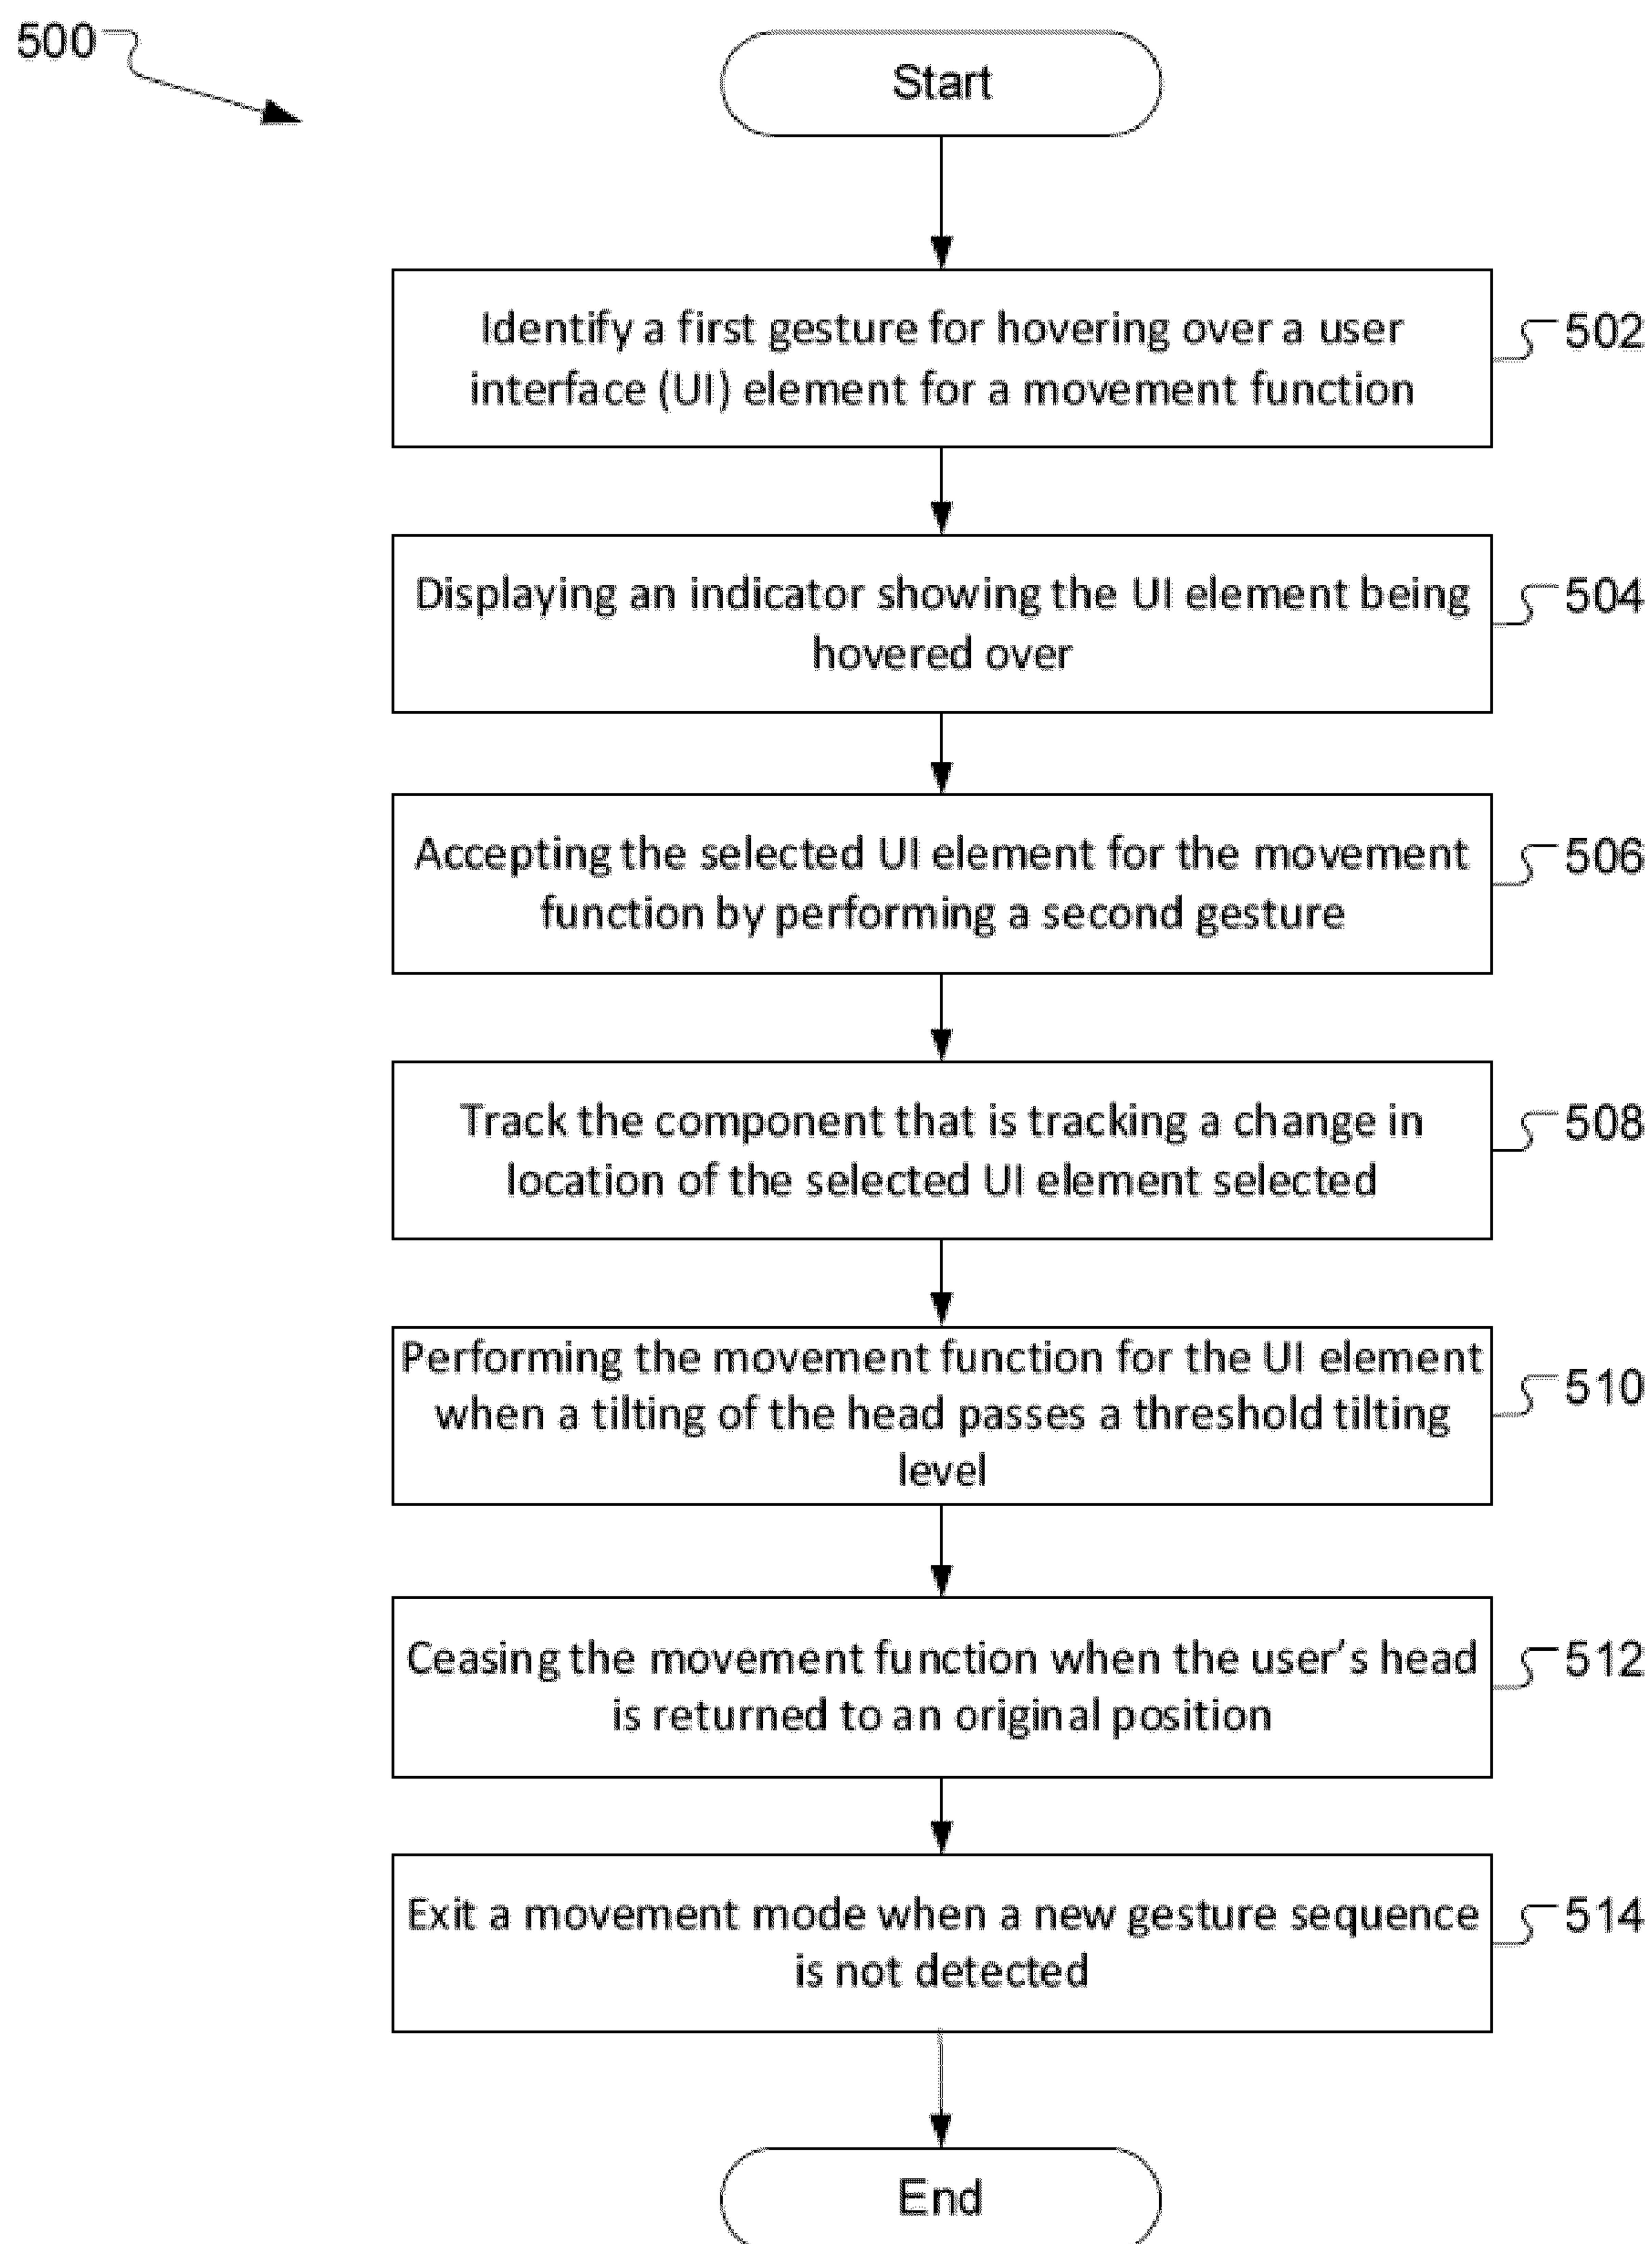 500
Start
Identify a first gesture for hovering over a user
interface (UI) element for a movement function
502
Displaying an indicator showing the UI element being
hovered over
504
Accepting the selected UI element for the movement
function by performing a second gesture
506
Track the component that is tracking a change in
location of the selected UI element selected
508
Performing the movement function for the UI element
when a tilting of the head passes a threshold tilting
level
510
Ceasing the movement function when the user's head
is returned to an original position
512
Exit a movement mode when a new gesture sequence
is not detected
514
End